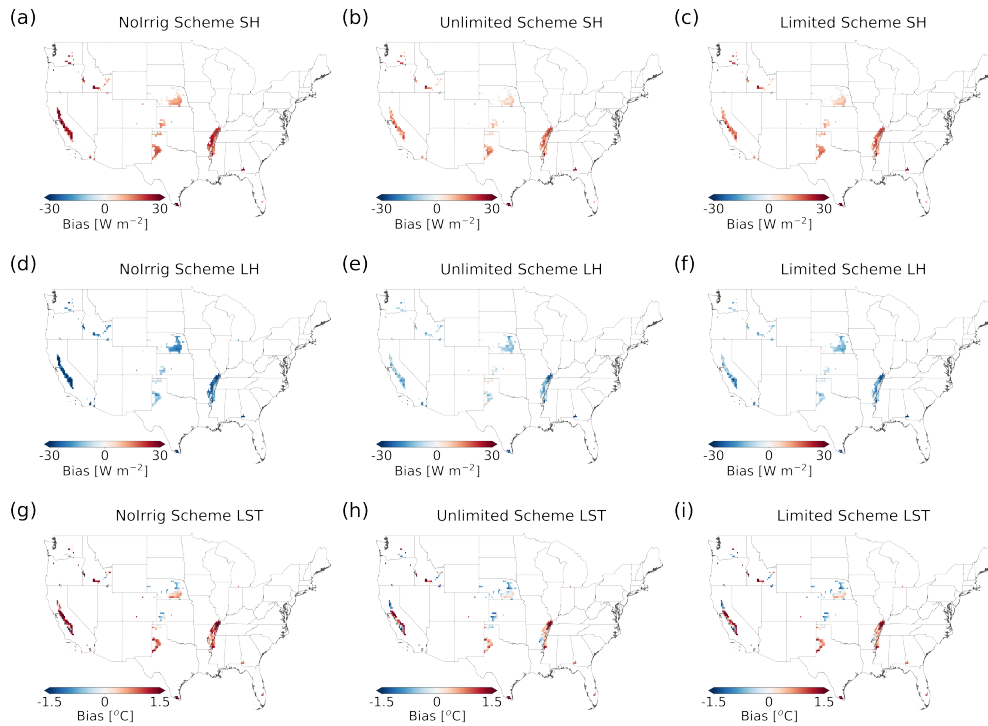 (a) NoIrrig Scheme SH
(b) Unlimited Scheme SH
(c) Limited Scheme SH
-30 0 30
Bias [W m⁻²]
-30 0 30
Bias [W m⁻²]
-30 0 30
Bias [W m⁻²]
(d) NoIrrig Scheme LH
(e) Unlimited Scheme LH
(f) Limited Scheme LH
-30 0 30
Bias [W m⁻²]
-30 0 30
Bias [W m⁻²]
-30 0 30
Bias [W m⁻²]
(g) NoIrrig Scheme LST
(h) Unlimited Scheme LST
(i) Limited Scheme LST
-1.5 0 1.5
Bias [°C]
-1.5 0 1.5
Bias [°C]
-1.5 0 1.5
Bias [°C]